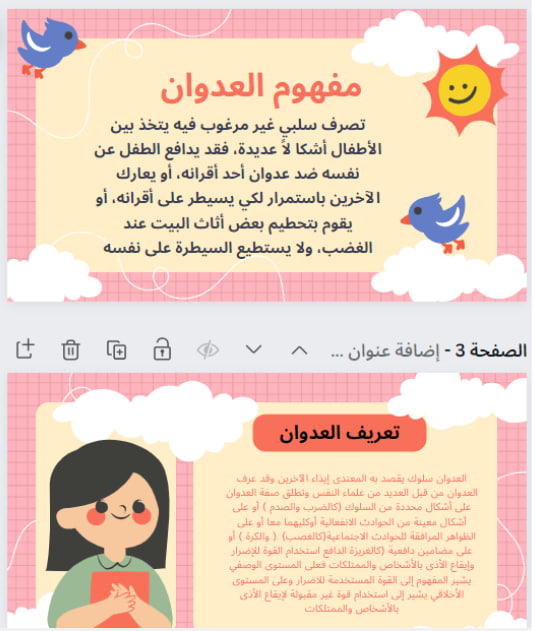 مفهوم العدوان
تصرف سلبي غير مرغوب فيه يتخذ بين
الأطفال أشكا لاً عديدة، فقد يدافع الطفل عن
نفسه ضد عدوان أحد أقرانه، أو يعارك
الآخرين باستمرار لكي يسيطر على أقرانه، أو
يقوم بتحطيم بعض أثاث البيت عند
الغضب، ولا يستطيع السيطرة على نفسه
الصفحة 3 - إضافة عنوان ...
تعريف العدوان
العدوان سلوك يقصد به المعتدى إيذاء الآخرين وقد عرف
العدوان من قبل العديد من علماء النفس وتطلق صفة العدوان
على أشكال محددة من السلوك (كالضرب والصدم ) أو على
أشكال معينة من الحوادث الانفعالية أوكليهما معا أو على
الظواهر المرافقة للحوادث الاجتماعية(كالغضب) ( والكرة ) أو
على مضامين دافعية (كالغريزة الدافع استخدام القوة للإضرار
وإيقاع الأذى بالأشخاص والممتلكات فعلى المستوى الوصفي
يشير المفهوم إلى القوة المستخدمة للاضرار وعلى المستوى
الأخلاقي يشير إلى استخدام قوة غير مقبولة لإيقاع الأذى
بالأشخاص والممتلكات